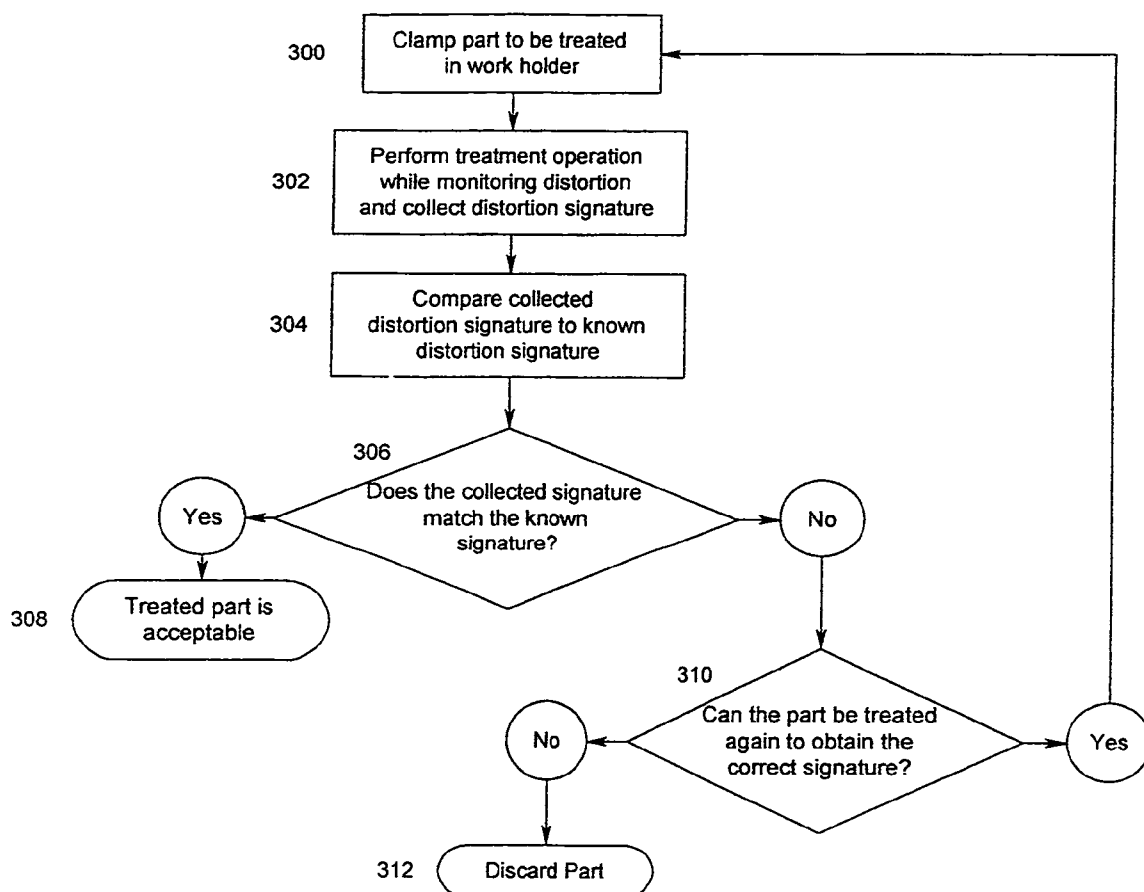 300
Clamp part to be treated
in work holder
302
Perform treatment operation
while monitoring distortion
and collect distortion signature
304
Compare collected
distortion signature to known
distortion signature
306
Does the collected signature
match the known
signature?
Yes
No
308
Treated part is
acceptable
310
Can the part be treated
again to obtain the
correct signature?
No
Yes
312
Discard Part